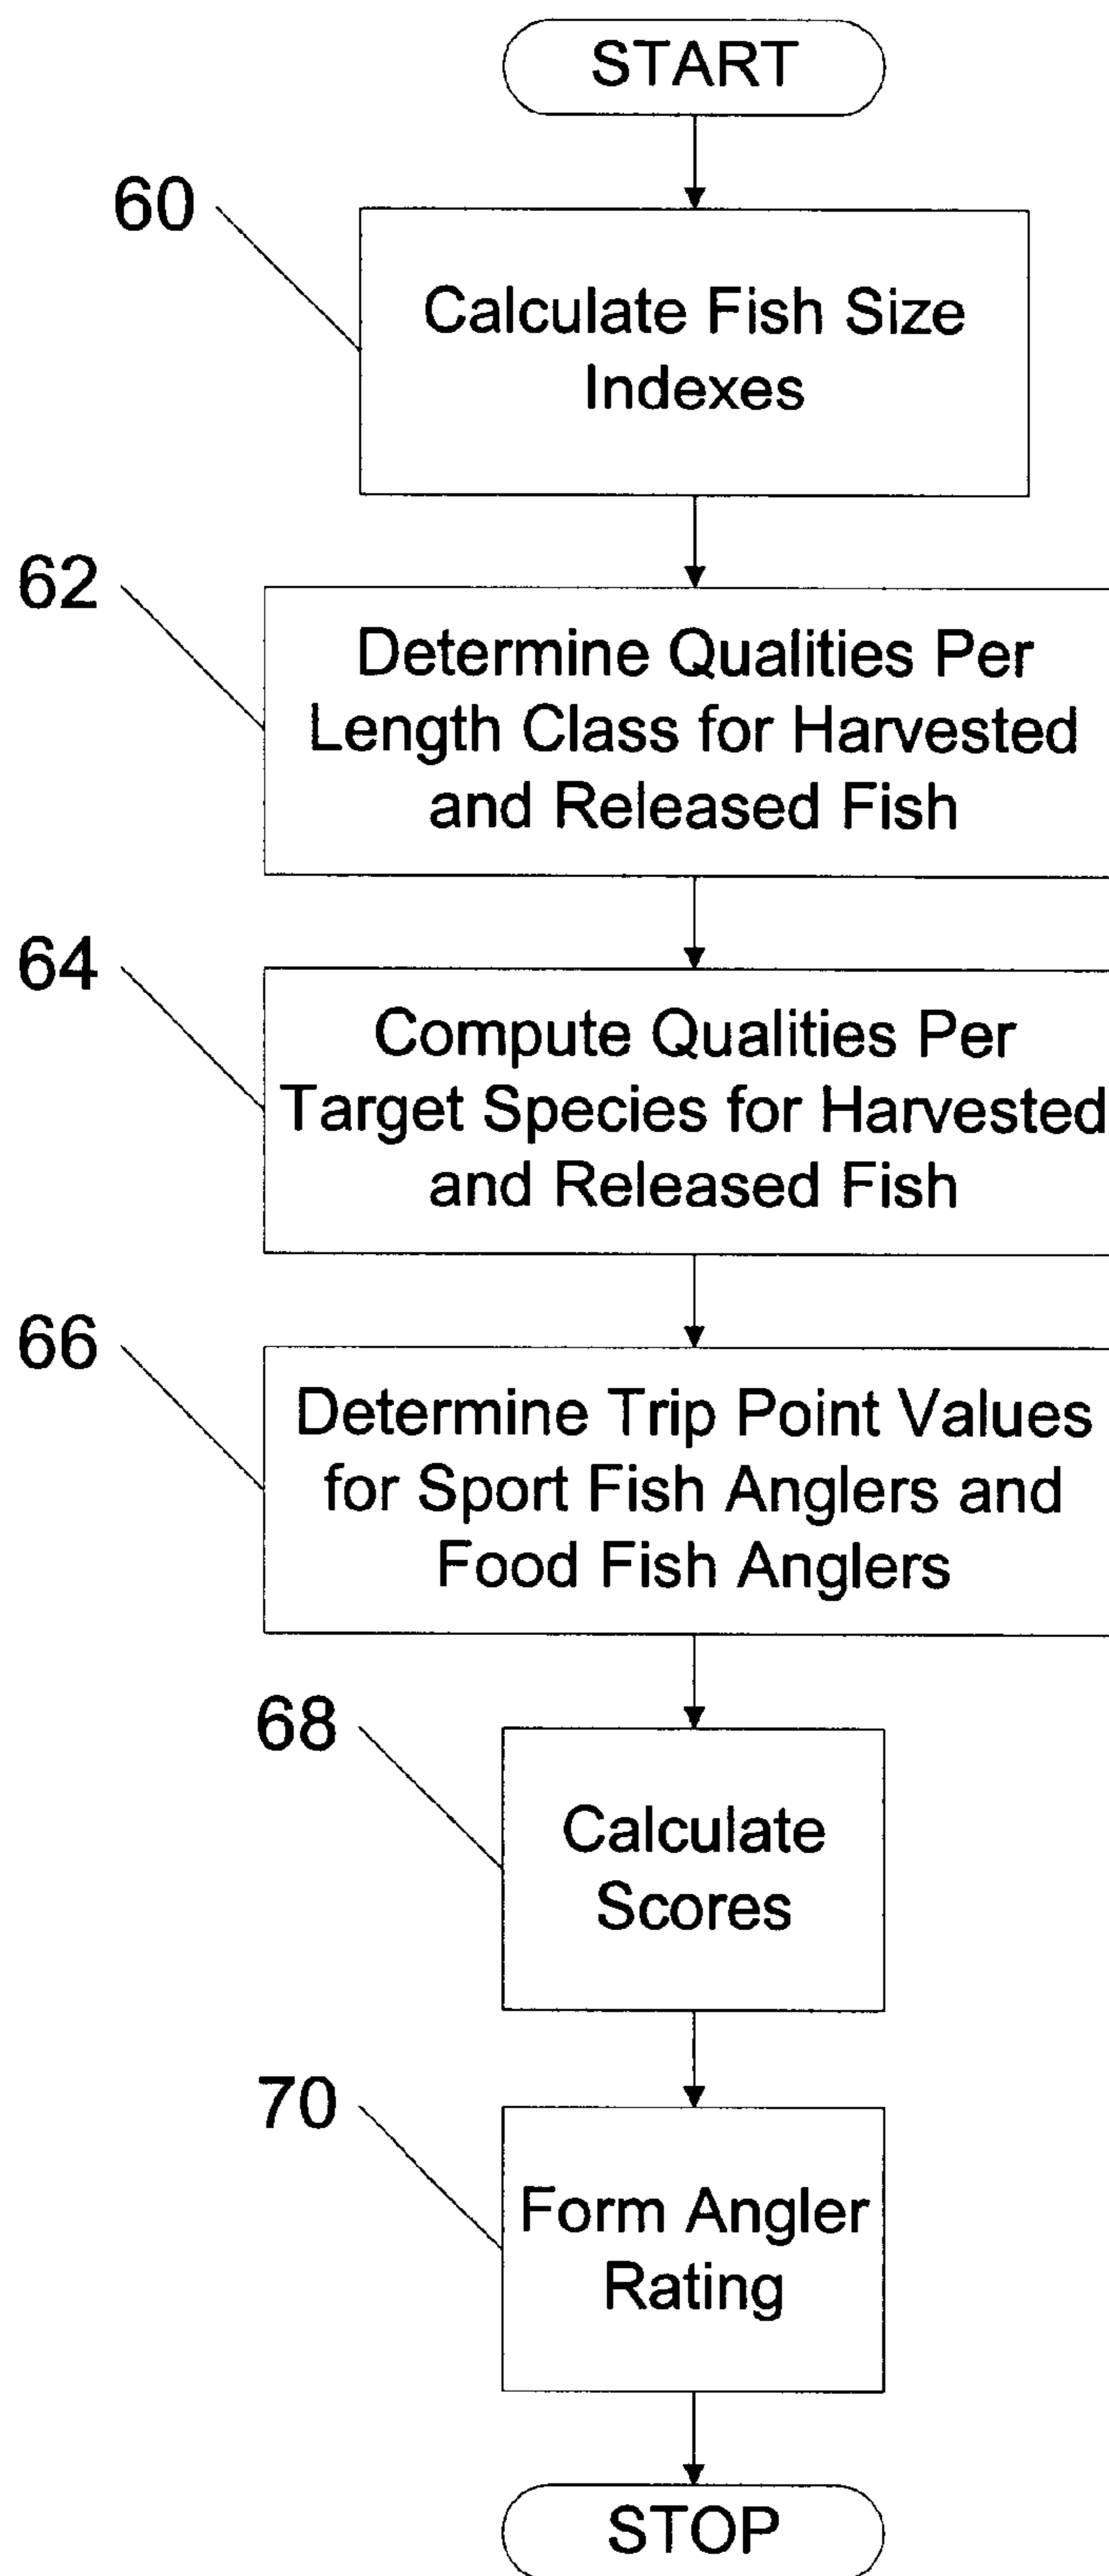 START
60
Calculate Fish Size
Indexes
62
Determine Qualities Per
Length Class for Harvested
and Released Fish
64
Compute Qualities Per
Target Species for Harvested
and Released Fish
66
Determine Trip Point Values
for Sport Fish Anglers and
Food Fish Anglers
68
Calculate
Scores
70
Form Angler
Rating
STOP